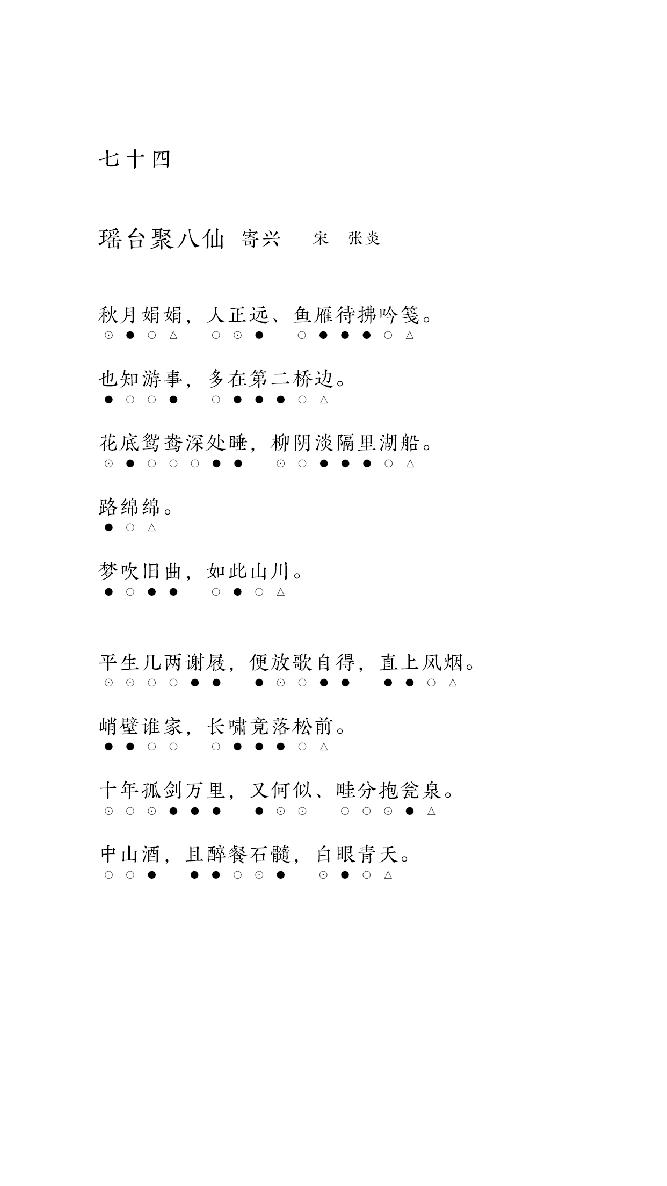 七十四
瑶台聚八仙 寄兴 宋 张炎
秋月娟娟，人正远、鱼雁待拂吟笺。
⊙●○△ ○⊙● ○●●●○△
也知游事，多在第二桥边。
●○○● ○●●●○△
花底鸳鸯深处睡，柳阴淡隔里湖船。
⊙●○○○●● ⊙○●●●○△
路绵绵。
●○△
梦吹旧曲，如此山川。
●○●● ○●○△
平生几两谢屐，便放歌自得，直上风烟。
⊙⊙○○●● ●⊙○●● ●●○△
峭壁谁家，长啸竟落松前。
●●○○ ○●●●○△
十年孤剑万里，又何似、畦分抱瓮泉。
⊙○⊙●●● ●⊙⊙ ○○⊙●△
中山酒，且醉餐石髓，白眼青天。
○○● ●●○⊙● ⊙●○△